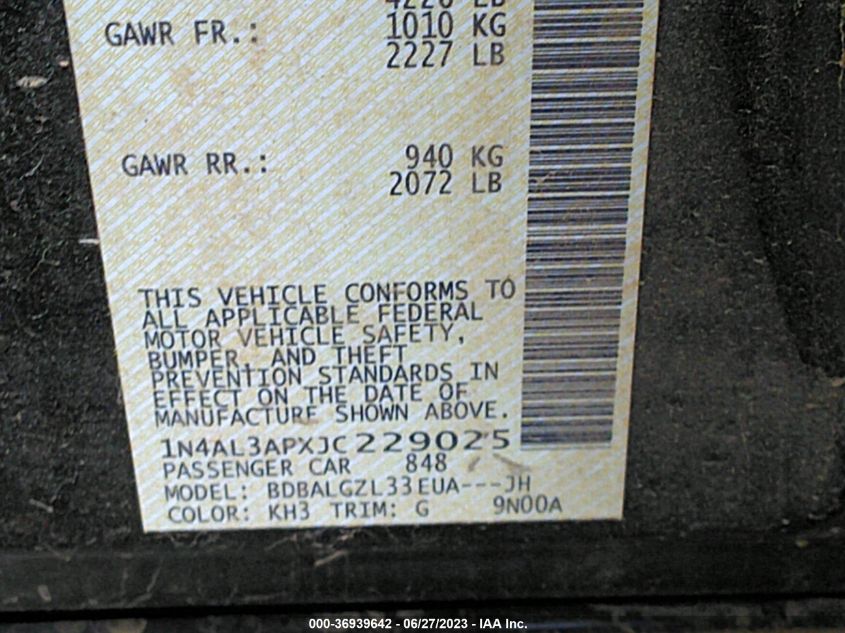 4226 LB
GAWR FR.: 1010 KG
2227 LB
GAWR RR.: 940 KG
2072 LB
THIS VEHICLE CONFORMS TO
ALL APPLICABLE FEDERAL
MOTOR VEHICLE SAFETY,
BUMPER, AND THEFT
PREVENTION STANDARDS IN
EFFECT ON THE DATE OF
MANUFACTURE SHOWN ABOVE.
1N4AL3APXJC229025
PASSENGER CAR 848
MODEL: BDBALGZL33EUA---JH
COLOR: KH3 TRIM: G 9N00A
000-36939642 - 06/27/2023 - IAA Inc.